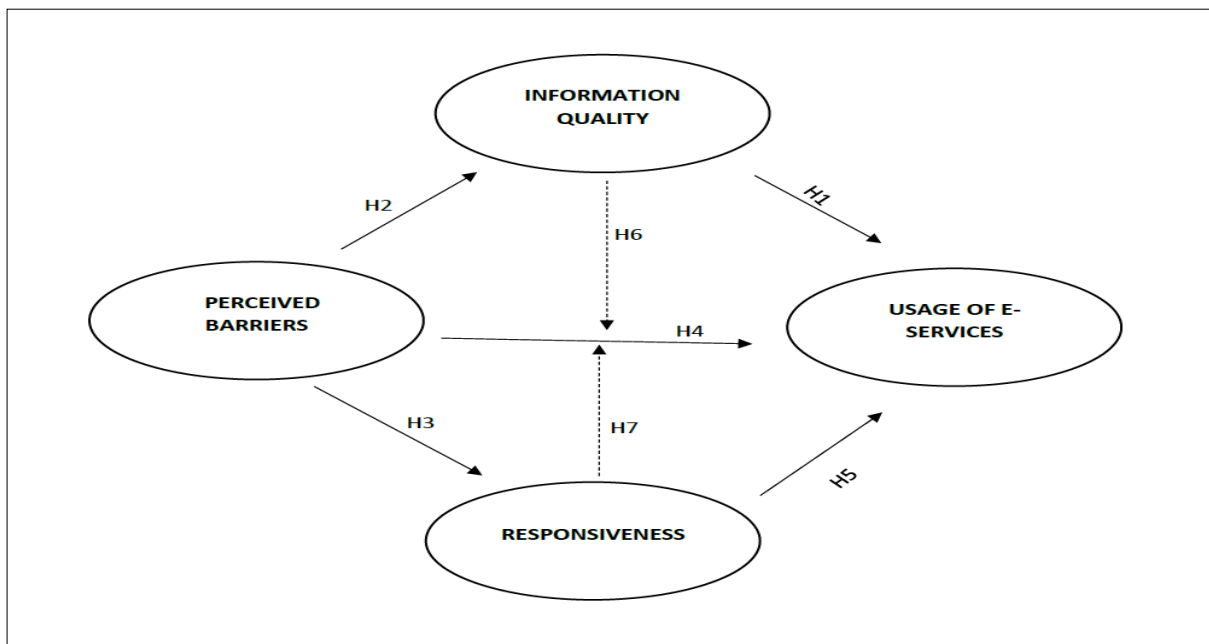 INFORMATION
QUALITY
H2
H1
H6
PERCEIVED
BARRIERS
USAGE OF E-
SERVICES
H4
H3
H7
H5
RESPONSIVENESS